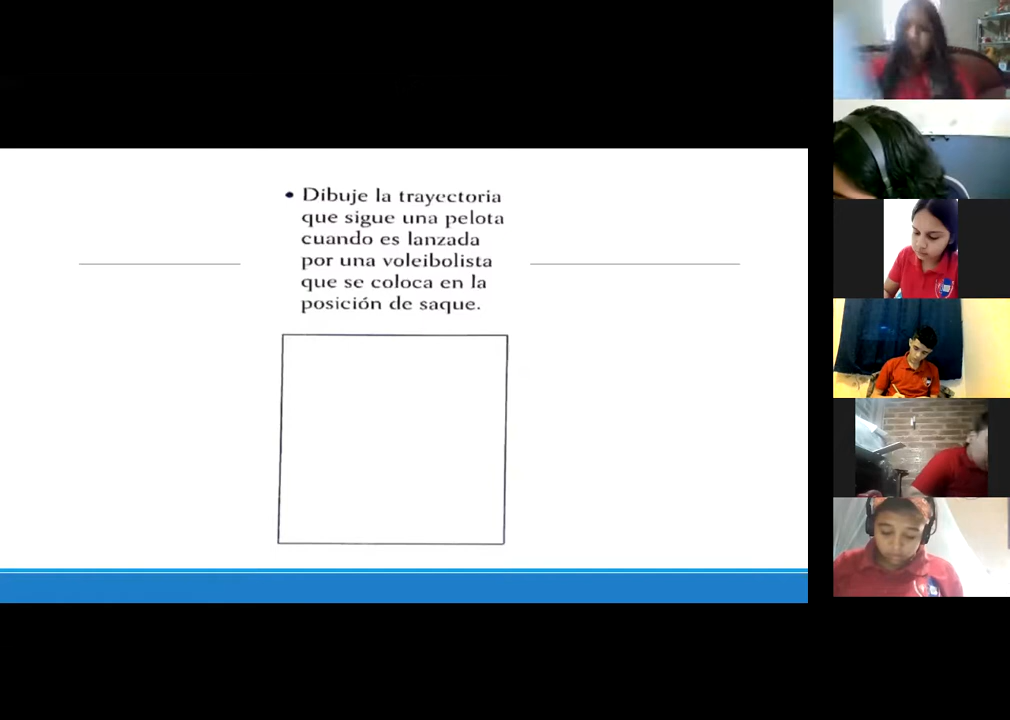 • Dibuje la trayectoria
que sigue una pelota
cuando es lanzada
por una voleibolista
que se coloca en la
posición de saque.